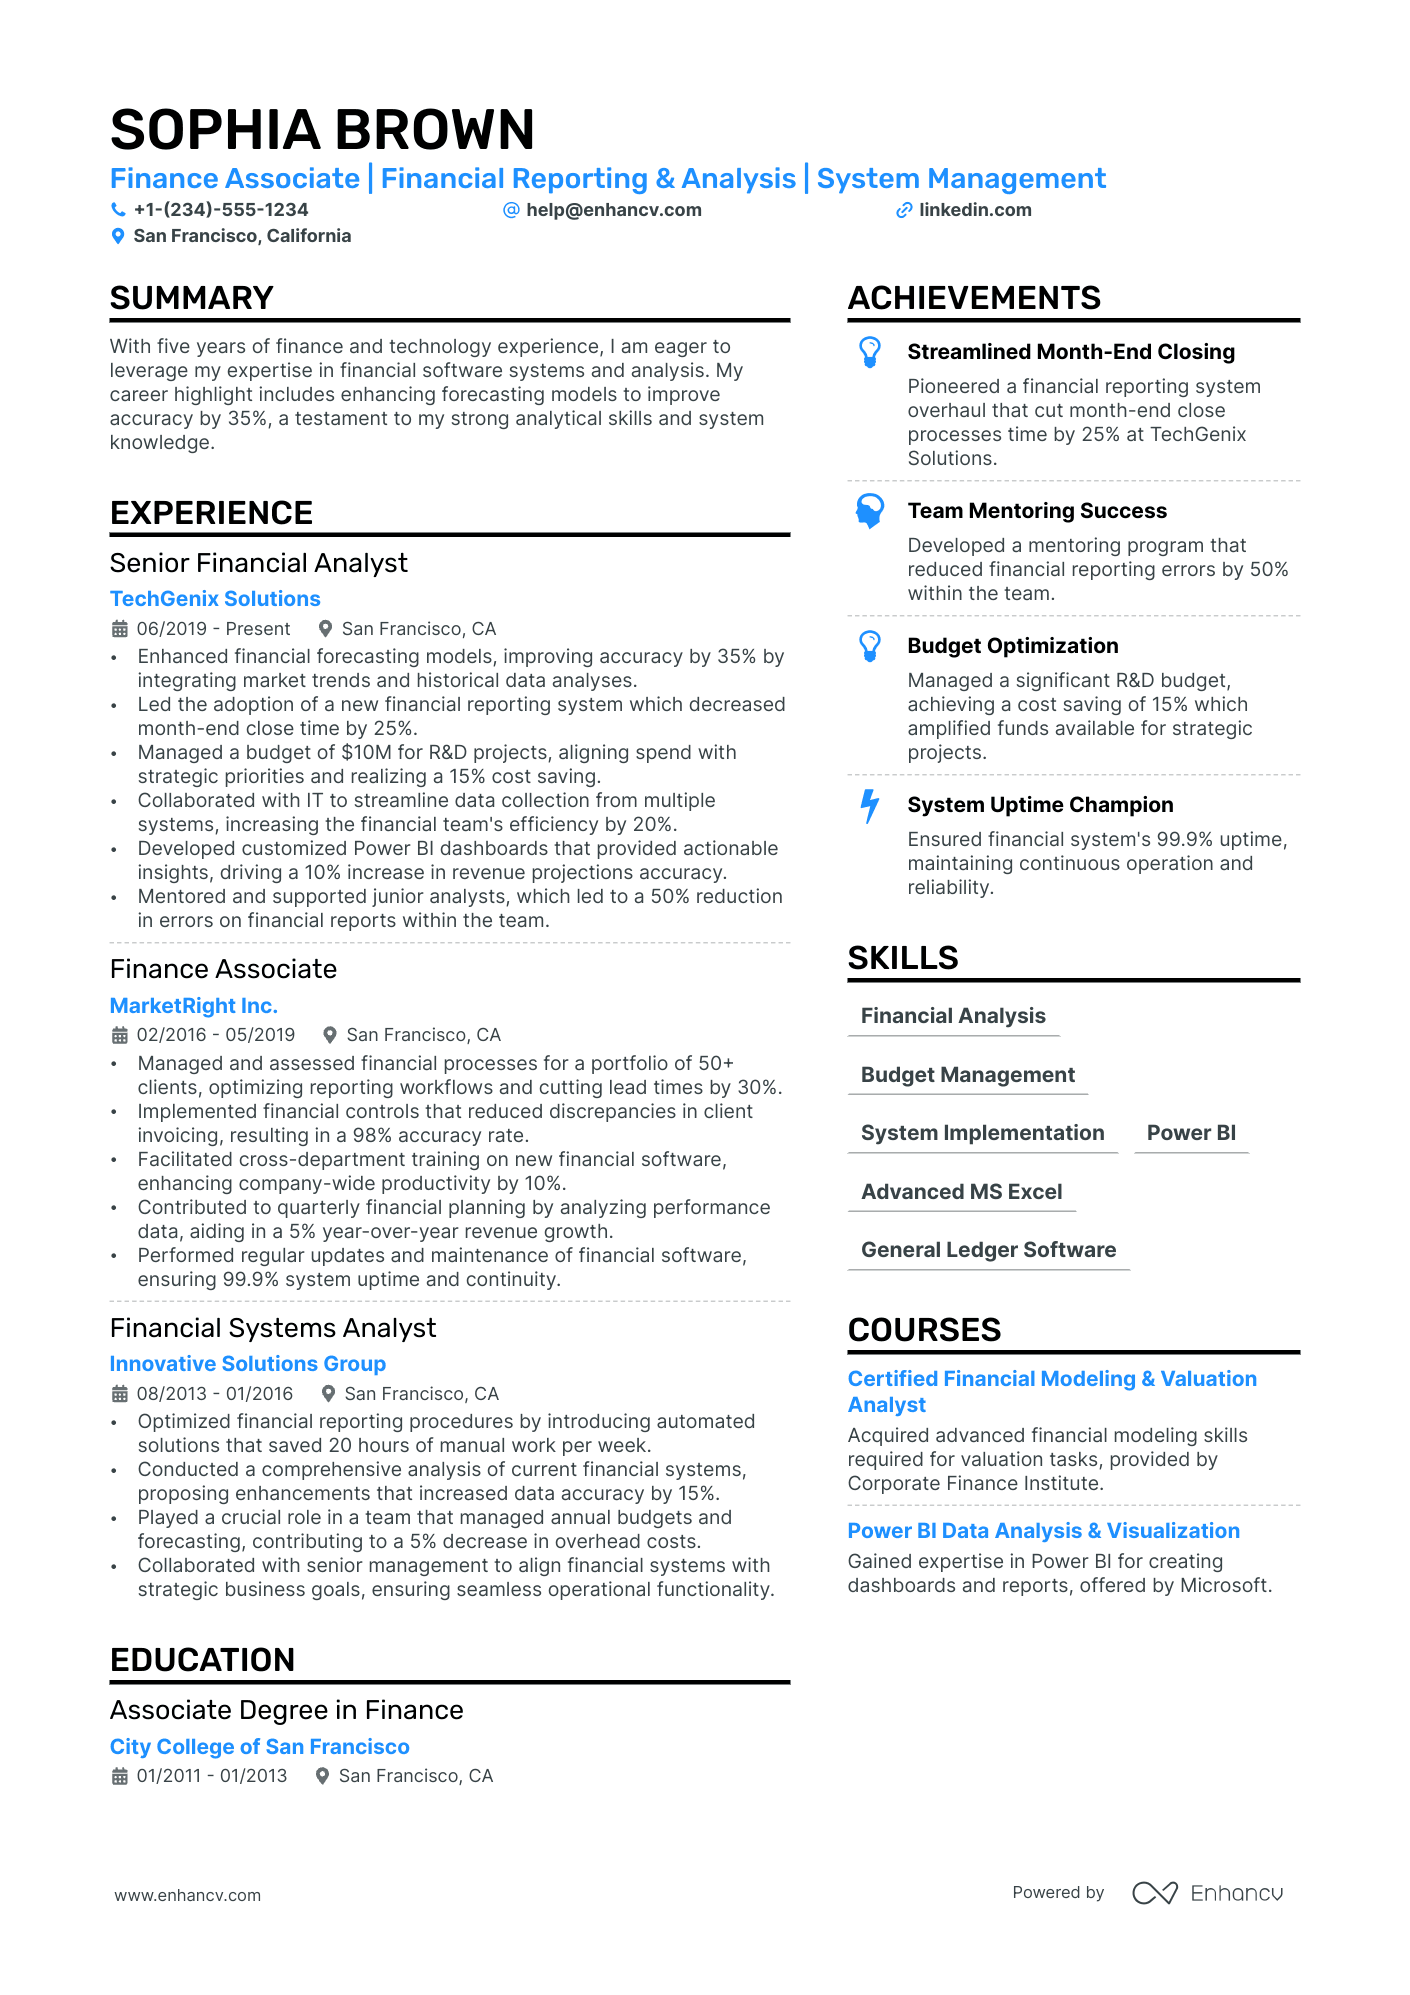 SOPHIA BROWN
Finance Associate | Financial Reporting & Analysis | System Management
+1-(234)-555-1234
help@enhancv.com
linkedin.com
San Francisco, California
SUMMARY
With five years of finance and technology experience, I am eager to
leverage my expertise in financial software systems and analysis. My
career highlight includes enhancing forecasting models to improve
accuracy by 35%, a testament to my strong analytical skills and system
knowledge.
EXPERIENCE
Senior Financial Analyst
TechGenix Solutions
06/2019 - Present San Francisco, CA
• Enhanced financial forecasting models, improving accuracy by 35% by
integrating market trends and historical data analyses.
• Led the adoption of a new financial reporting system which decreased
month-end close time by 25%.
• Managed a budget of $10M for R&D projects, aligning spend with
strategic priorities and realizing a 15% cost saving.
• Collaborated with IT to streamline data collection from multiple
systems, increasing the financial team's efficiency by 20%.
• Developed customized Power BI dashboards that provided actionable
insights, driving a 10% increase in revenue projections accuracy.
• Mentored and supported junior analysts, which led to a 50% reduction
in errors on financial reports within the team.
Finance Associate
MarketRight Inc.
02/2016 - 05/2019 San Francisco, CA
• Managed and assessed financial processes for a portfolio of 50+
clients, optimizing reporting workflows and cutting lead times by 30%.
• Implemented financial controls that reduced discrepancies in client
invoicing, resulting in a 98% accuracy rate.
• Facilitated cross-department training on new financial software,
enhancing company-wide productivity by 10%.
• Contributed to quarterly financial planning by analyzing performance
data, aiding in a 5% year-over-year revenue growth.
• Performed regular updates and maintenance of financial software,
ensuring 99.9% system uptime and continuity.
Financial Systems Analyst
Innovative Solutions Group
08/2013 - 01/2016 San Francisco, CA
• Optimized financial reporting procedures by introducing automated
solutions that saved 20 hours of manual work per week.
• Conducted a comprehensive analysis of current financial systems,
proposing enhancements that increased data accuracy by 15%.
• Played a crucial role in a team that managed annual budgets and
forecasting, contributing to a 5% decrease in overhead costs.
• Collaborated with senior management to align financial systems with
strategic business goals, ensuring seamless operational functionality.
EDUCATION
Associate Degree in Finance
City College of San Francisco
01/2011 - 01/2013 San Francisco, CA
ACHIEVEMENTS
Streamlined Month-End Closing
Pioneered a financial reporting system
overhaul that cut month-end close
processes time by 25% at TechGenix
Solutions.
Team Mentoring Success
Developed a mentoring program that
reduced financial reporting errors by 50%
within the team.
Budget Optimization
Managed a significant R&D budget,
achieving a cost saving of 15% which
amplified funds available for strategic
projects.
System Uptime Champion
Ensured financial system's 99.9% uptime,
maintaining continuous operation and
reliability.
SKILLS
Financial Analysis
Budget Management
System Implementation Power BI
Advanced MS Excel
General Ledger Software
COURSES
Certified Financial Modeling & Valuation
Analyst
Acquired advanced financial modeling skills
required for valuation tasks, provided by
Corporate Finance Institute.
Power BI Data Analysis & Visualization
Gained expertise in Power BI for creating
dashboards and reports, offered by Microsoft.
www.enhancv.com
Powered by Enhancv